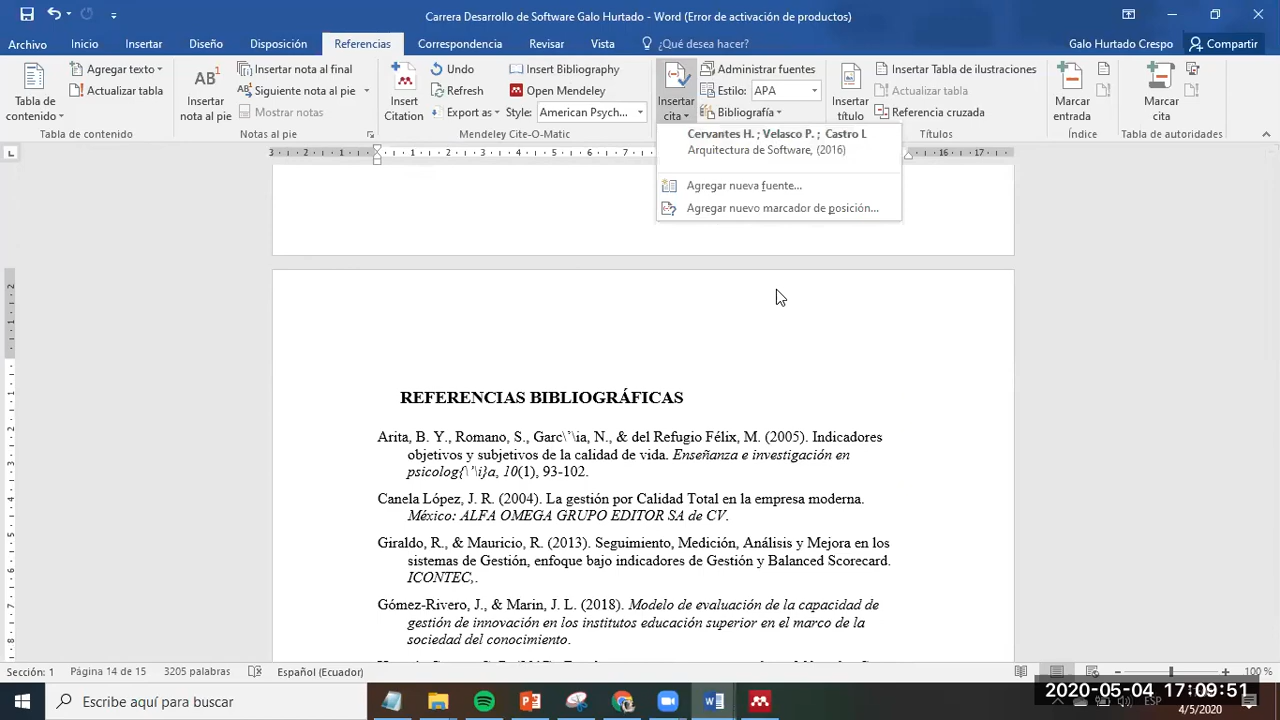 Carrera Desarrollo de Software Galo Hurtado - Word (Error de activación de productos)
Archivo Inicio Insertar Diseño Disposición Referencias Correspondencia Revisar Vista ¿Qué desea hacer? Galo Hurtado Crespo Compartir
Tabla de contenido
Agregar texto
Actualizar tabla
Tabla de contenido
AB1
Insertar nota al pie
Insertar nota al final
Siguiente nota al pie
Mostrar notas
Notas al pie
Insert Citation
Undo
Refresh
Export as
Insert Bibliography
Open Mendeley
Style: American Psych...
Mendeley Cite-O-Matic
Insertar cita
Administrar fuentes
Estilo: APA
Bibliografía
Cervantes H. ; Velasco P. ; Castro L
Arquitectura de Software, (2016)
Agregar nueva fuente...
Agregar nuevo marcador de posición...
Insertar título
Insertar Tabla de ilustraciones
Actualizar tabla
Referencia cruzada
Títulos
Marcar entrada
Índice
Marcar cita
Tabla de autoridades
REFERENCIAS BIBLIOGRÁFICAS
Arita, B. Y., Romano, S., Garc\'\ia, N., & del Refugio Félix, M. (2005). Indicadores
objetivos y subjetivos de la calidad de vida. Enseñanza e investigación en
psicolog{\'\i}a, 10(1), 93-102.
Canela López, J. R. (2004). La gestión por Calidad Total en la empresa moderna.
México: ALFA OMEGA GRUPO EDITOR SA de CV.
Giraldo, R., & Mauricio, R. (2013). Seguimiento, Medición, Análisis y Mejora en los
sistemas de Gestión, enfoque bajo indicadores de Gestión y Balanced Scorecard.
ICONTEC,.
Gómez-Rivero, J., & Marin, J. L. (2018). Modelo de evaluación de la capacidad de
gestión de innovación en los institutos educación superior en el marco de la
sociedad del conocimiento.
Sección: 1 Página 14 de 15 3205 palabras Español (Ecuador) 100 %
Escribe aquí para buscar
2020-05-04 17:09:51
ESP
4/5/2020